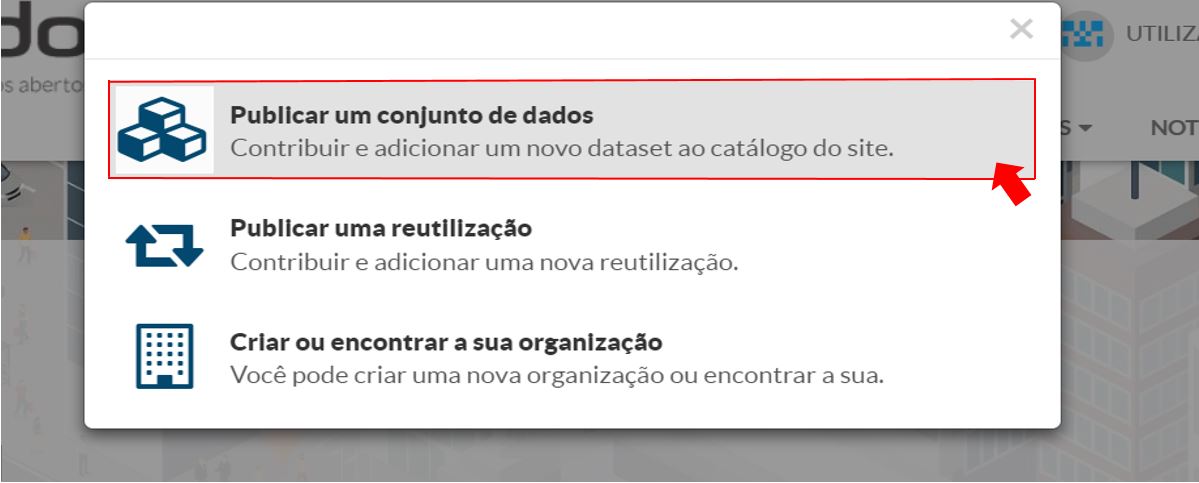 do
os aberto
×
UTILIZA
S
NOT
Publicar um conjunto de dados
Contribuir e adicionar um novo dataset ao catálogo do site.
Publicar uma reutilização
Contribuir e adicionar uma nova reutilização.
Criar ou encontrar a sua organização
Você pode criar uma nova organização ou encontrar a sua.